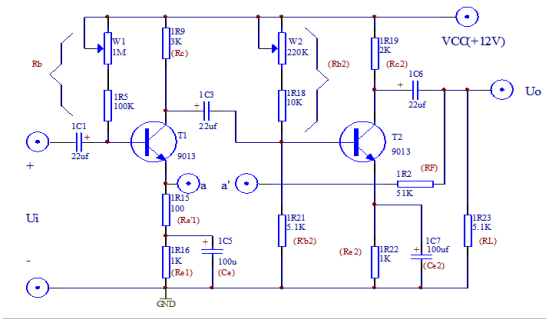 W1
1M
Rb
1R5
100K
1R9
3K
(Rc)
1C1
+
22uf
T1
9013
1C3
+
22uf
W2
220K
(Rb2)
1R18
10K
1R19
2K
(Rc2)
VCC(+12V)
1C6
+
22uf
Uo
T2
9013
+
Ui
-
a
a'
1R2
51K
(RF)
1R15
100
(Re'1)
1R16
1K
(Re1)
+
1C5
100u
(Ce)
GND
1R21
5.1K
(Rb2)
1R22
1K
(Re2)
+
1C7
100uf
(Ce2)
1R23
5.1K
(RL)